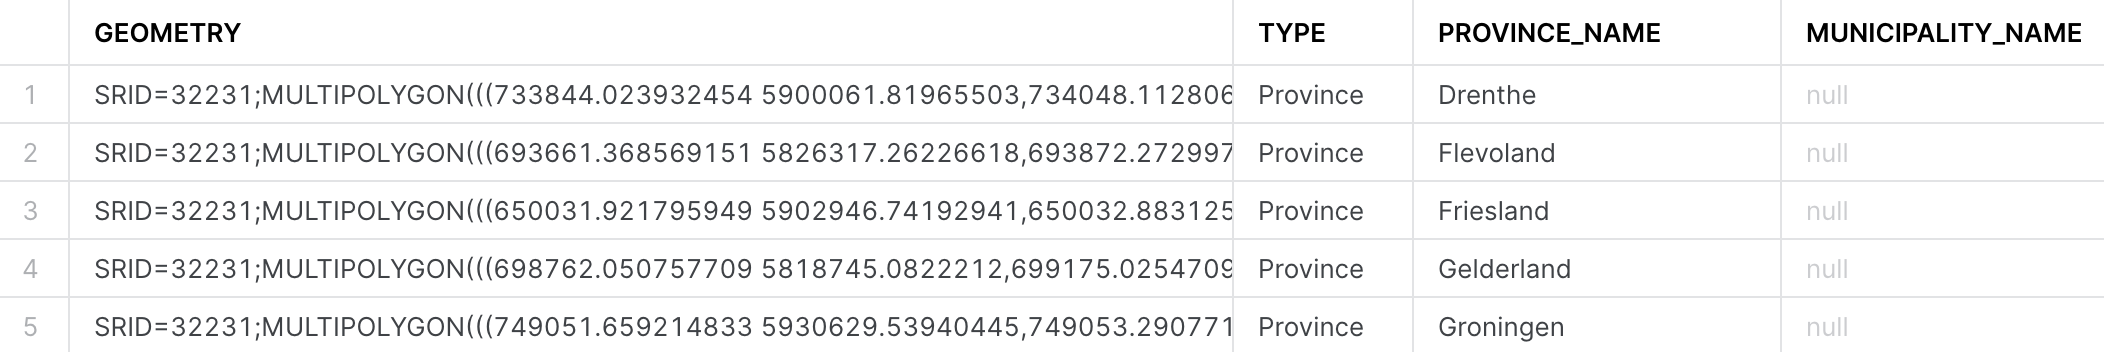 GEOMETRY TYPE PROVINCE_NAME MUNICIPALITY_NAME
1 SRID=32231;MULTIPOLYGON(((733844.023932454 5900061.81965503,734048.112806 Province Drenthe null
2 SRID=32231;MULTIPOLYGON(((693661.368569151 5826317.26226618,693872.272997 Province Flevoland null
3 SRID=32231;MULTIPOLYGON(((650031.921795949 5902946.74192941,650032.883125 Province Friesland null
4 SRID=32231;MULTIPOLYGON(((698762.050757709 5818745.0822212,699175.0254709 Province Gelderland null
5 SRID=32231;MULTIPOLYGON(((749051.659214833 5930629.53940445,749053.290771 Province Groningen null